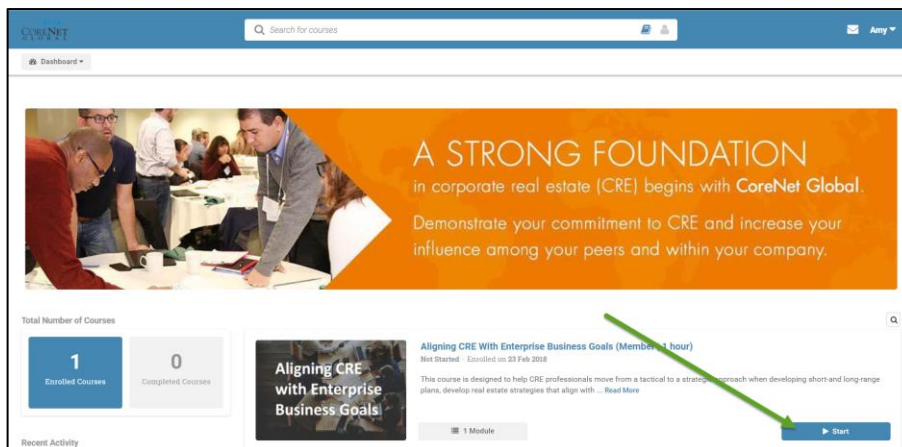 CORENET
GLOBAL
Search for courses
Amy
Dashboard
A STRONG FOUNDATION
in corporate real estate (CRE) begins with CoreNet Global.
Demonstrate your commitment to CRE and increase your
influence among your peers and within your company.
Total Number of Courses
1
Enrolled Courses
0
Completed Courses
Recent Activity
Aligning CRE
with Enterprise
Business Goals
Aligning CRE With Enterprise Business Goals (Member, 1 hour)
Not Started - Enrolled on 23 Feb 2018
This course is designed to help CRE professionals move from a tactical to a strategic approach when developing short-and long-range
plans, develop real estate strategies that align with ... Read More
1 Module
Start